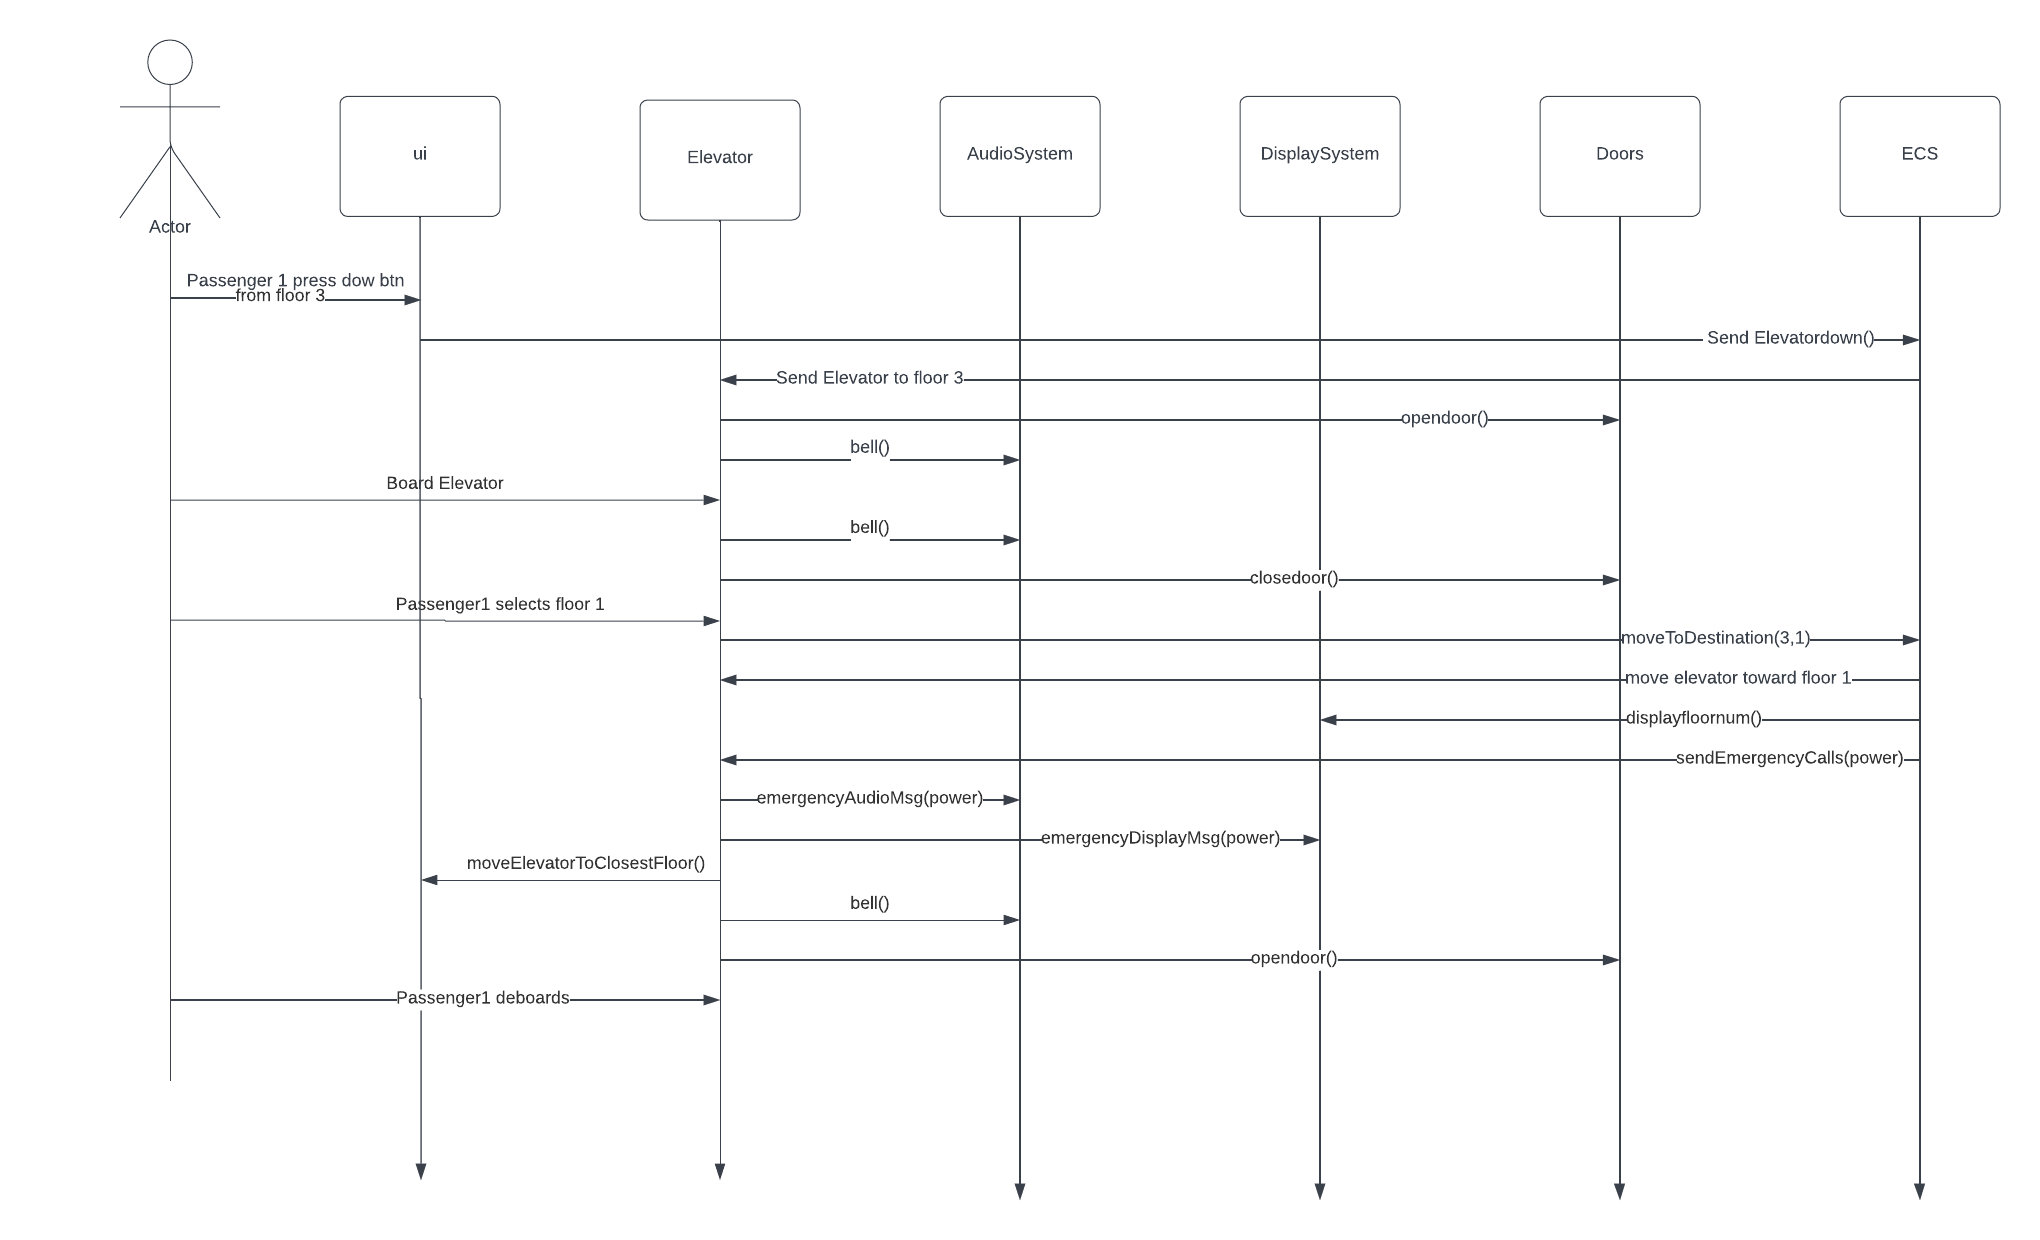 ui
Elevator
AudioSystem
DisplaySystem
Doors
ECS
Actor
Passenger 1 press dow btn
from floor 3
Send Elevatordown()
Send Elevator to floor 3
opendoor()
bell()
Board Elevator
bell()
closedoor()
Passenger1 selects floor 1
moveToDestination(3,1)
move elevator toward floor 1
displayfloornum()
sendEmergencyCalls(power)
emergencyAudioMsg(power)
emergencyDisplayMsg(power)
moveElevatorToClosestFloor()
bell()
opendoor()
Passenger1 deboards